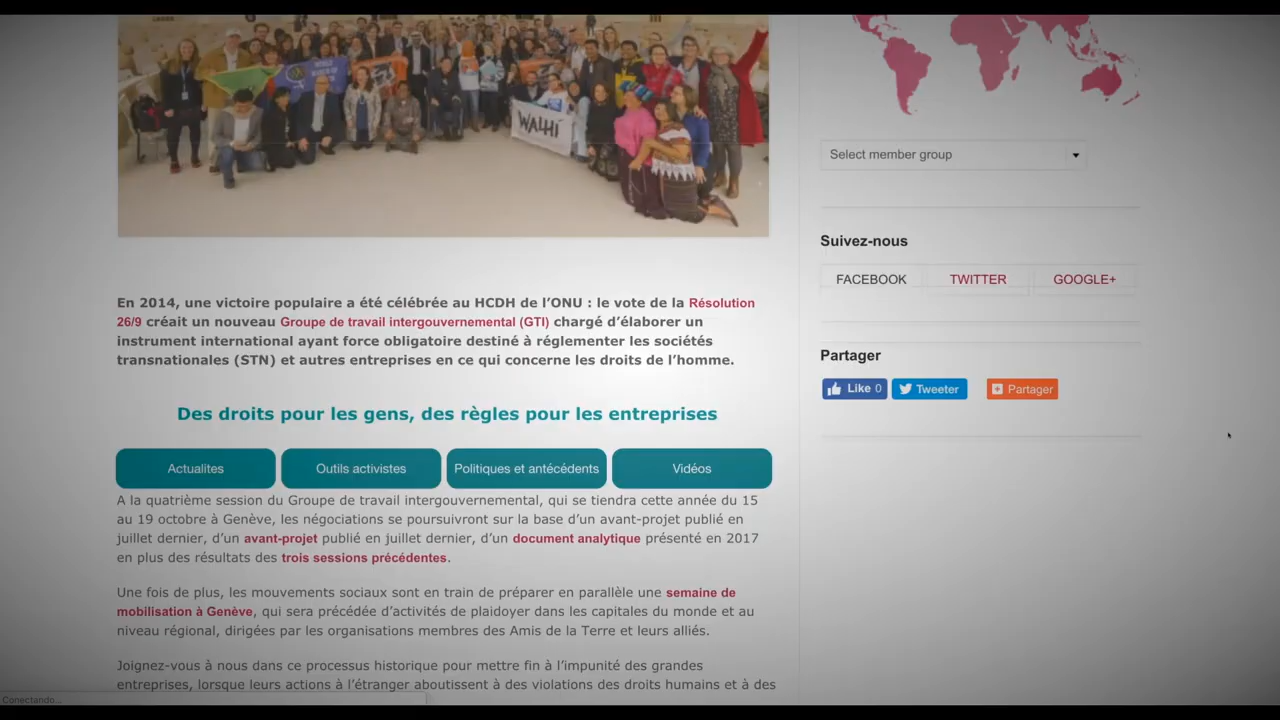 WALHI
Select member group
Suivez-nous
FACEBOOK TWITTER GOOGLE+
En 2014, une victoire populaire a été célébrée au HCDH de l’ONU : le vote de la Résolution
26/9 créait un nouveau Groupe de travail intergouvernemental (GTI) chargé d’élaborer un
instrument international ayant force obligatoire destiné à réglementer les sociétés
transnationales (STN) et autres entreprises en ce qui concerne les droits de l’homme.
Partager
Like 0 Tweeter Partager
Des droits pour les gens, des règles pour les entreprises
Actualites Outils activistes Politiques et antécédents Vidéos
A la quatrième session du Groupe de travail intergouvernemental, qui se tiendra cette année du 15
au 19 octobre à Genève, les négociations se poursuivront sur la base d’un avant-projet publié en
juillet dernier, d’un avant-projet publié en juillet dernier, d’un document analytique présenté en 2017
en plus des résultats des trois sessions précédentes.
Une fois de plus, les mouvements sociaux sont en train de préparer en parallèle une semaine de
mobilisation à Genève, qui sera précédée d’activités de plaidoyer dans les capitales du monde et au
niveau régional, dirigées par les organisations membres des Amis de la Terre et leurs alliés.
Joignez-vous à nous dans ce processus historique pour mettre fin à l’impunité des grandes
entreprises, lorsque leurs actions à l’étranger aboutissent à des violations des droits humains et à des
Conectando...